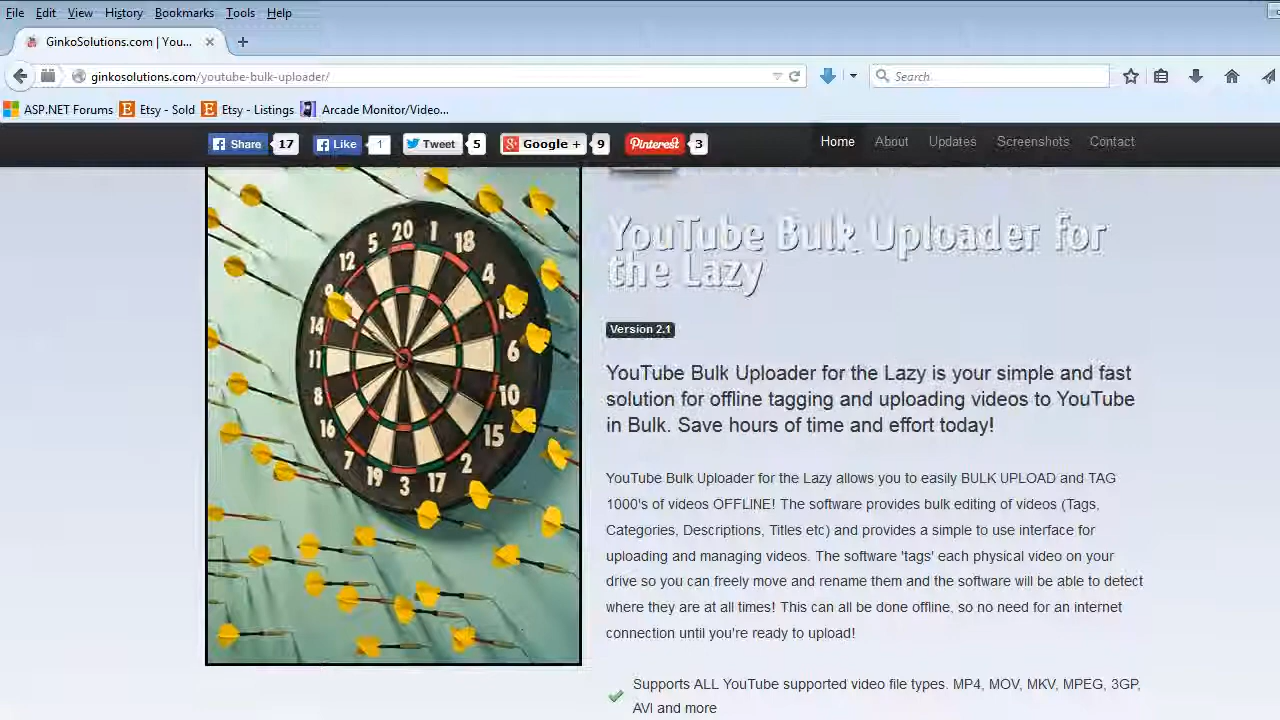 File Edit View History Bookmarks Tools Help
GinkoSolutions.com | You...
ginkosolutions.com/youtube-bulk-uploader/
Search...
ASP.NET Forums Etsy - Sold Etsy - Listings Arcade Monitor/Video...
Share 17 Like 1 Tweet 5 Google + 9 Pinterest 3
Home About Updates Screenshots Contact
YouTube Bulk Uploader for
the Lazy
Version 2.1
YouTube Bulk Uploader for the Lazy is your simple and fast
solution for offline tagging and uploading videos to YouTube
in Bulk. Save hours of time and effort today!
YouTube Bulk Uploader for the Lazy allows you to easily BULK UPLOAD and TAG
1000's of videos OFFLINE! The software provides bulk editing of videos (Tags,
Categories, Descriptions, Titles etc) and provides a simple to use interface for
uploading and managing videos. The software 'tags' each physical video on your
drive so you can freely move and rename them and the software will be able to detect
where they are at all times! This can all be done offline, so no need for an internet
connection until you're ready to upload!
Supports ALL YouTube supported video file types. MP4, MOV, MKV, MPEG, 3GP,
AVI and more
20 1 18 4 6 10 15 2 17 3 19 7 16 8 11 14 9 12 5